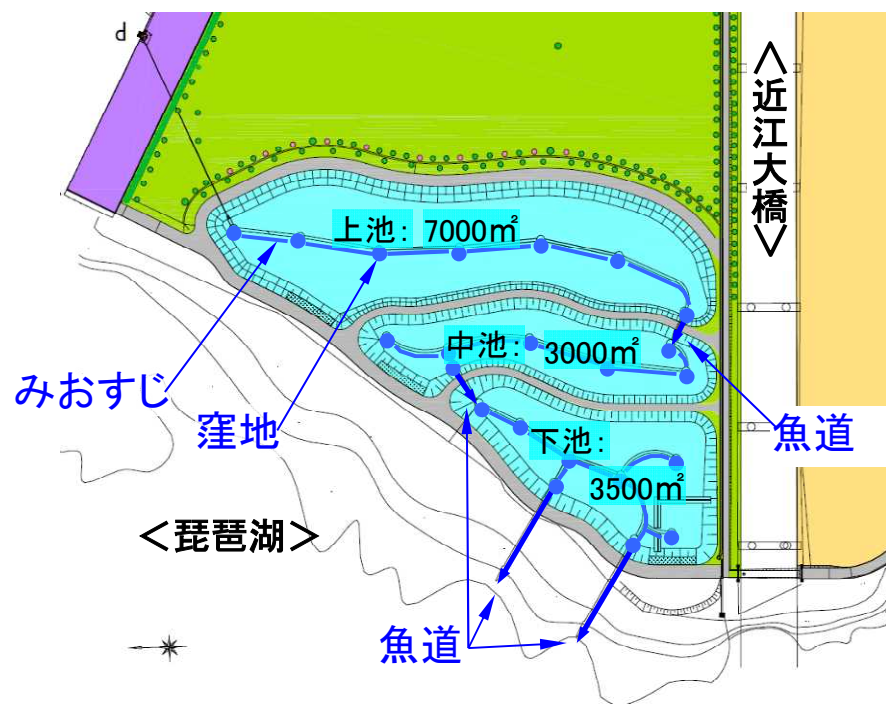 d
＜近江大橋＞
上池： 7000㎡
中池： 3000㎡
みおすじ
窪地
魚道
下池：
3500㎡
＜琵琶湖＞
魚道